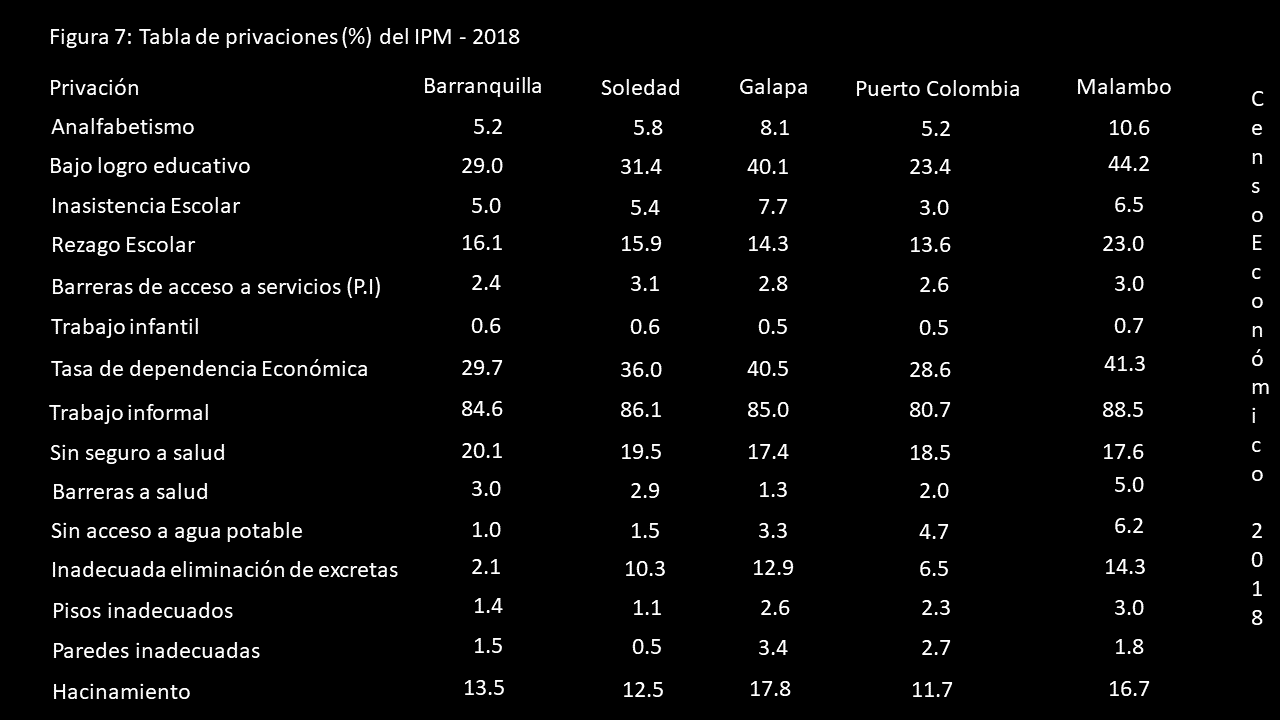 Figura 7: Tabla de privaciones (%) del IPM - 2018
Privación Barranquilla Soledad Galapa Puerto Colombia Malambo
Analfabetismo 5.2 5.8 8.1 5.2 10.6
Bajo logro educativo 29.0 31.4 40.1 23.4 44.2
Inasistencia Escolar 5.0 5.4 7.7 3.0 6.5
Rezago Escolar 16.1 15.9 14.3 13.6 23.0
Barreras de acceso a servicios (P.I) 2.4 3.1 2.8 2.6 3.0
Trabajo infantil 0.6 0.6 0.5 0.5 0.7
Tasa de dependencia Económica 29.7 36.0 40.5 28.6 41.3
Trabajo informal 84.6 86.1 85.0 80.7 88.5
Sin seguro a salud 20.1 19.5 17.4 18.5 17.6
Barreras a salud 3.0 2.9 1.3 2.0 5.0
Sin acceso a agua potable 1.0 1.5 3.3 4.7 6.2
Inadecuada eliminación de excretas 2.1 10.3 12.9 6.5 14.3
Pisos inadecuados 1.4 1.1 2.6 2.3 3.0
Paredes inadecuadas 1.5 0.5 3.4 2.7 1.8
Hacinamiento 13.5 12.5 17.8 11.7 16.7
Censo Económico 2018